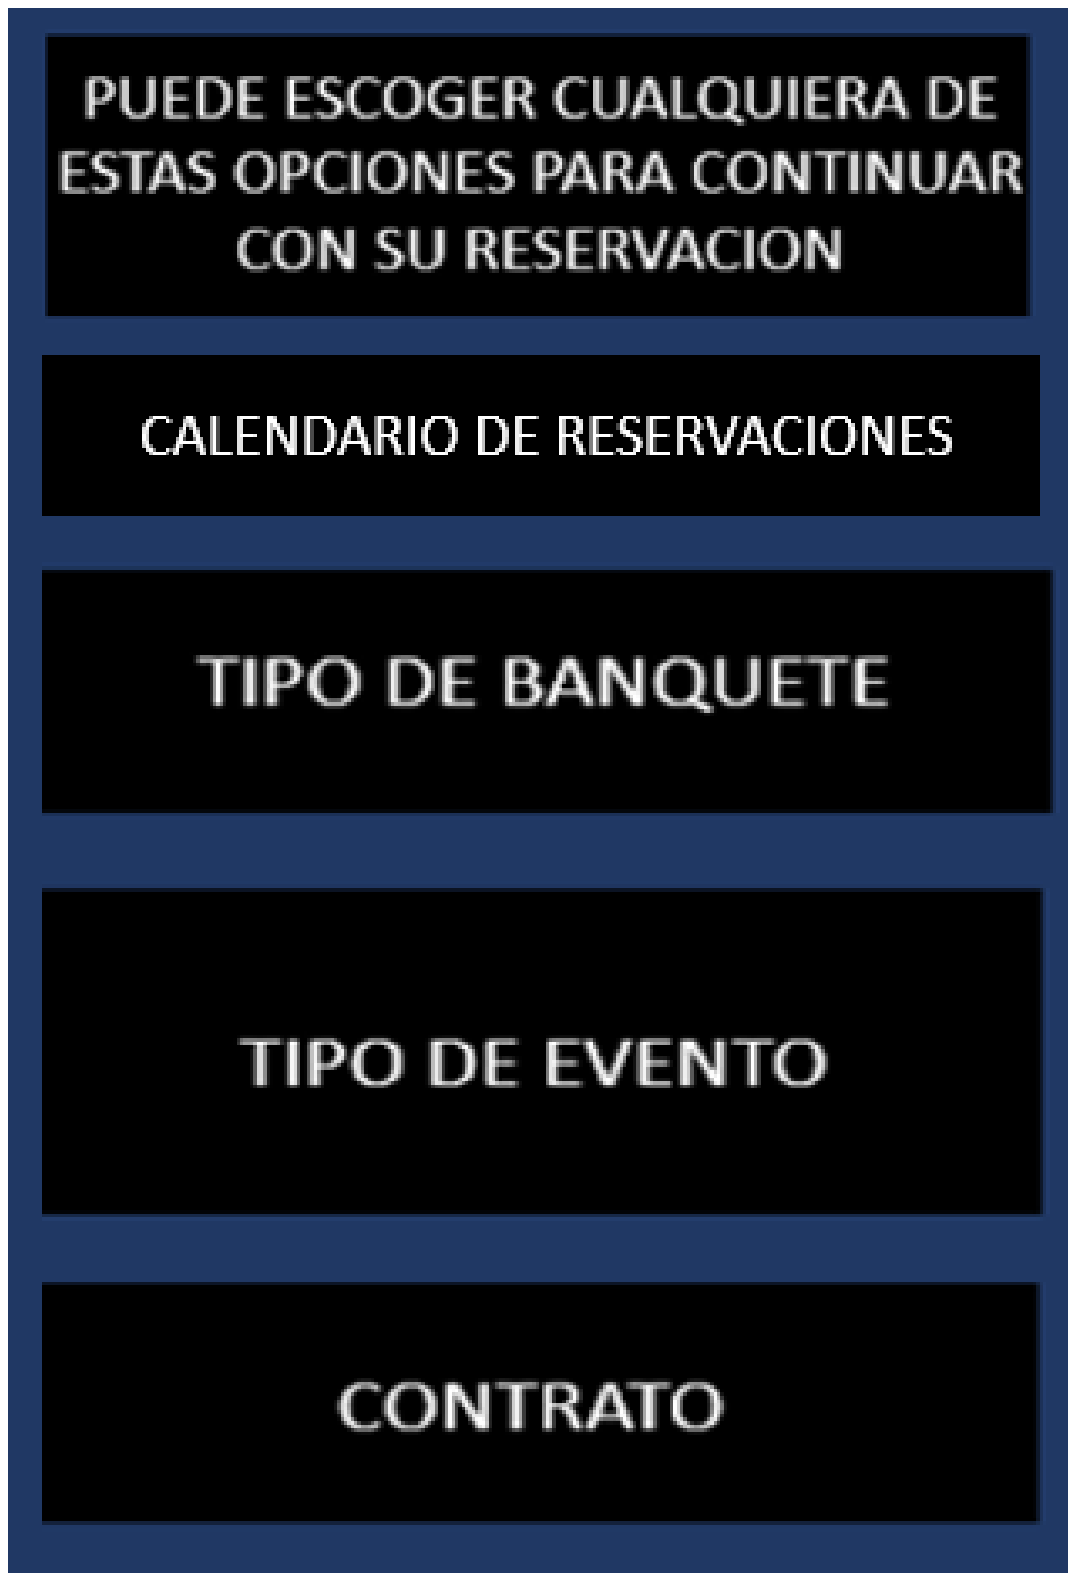 PUEDE ESCOGER CUALQUIERA DE
ESTAS OPCIONES PARA CONTINUAR
CON SU RESERVACION
CALENDARIO DE RESERVACIONES
TIPO DE BANQUETE
TIPO DE EVENTO
CONTRATO